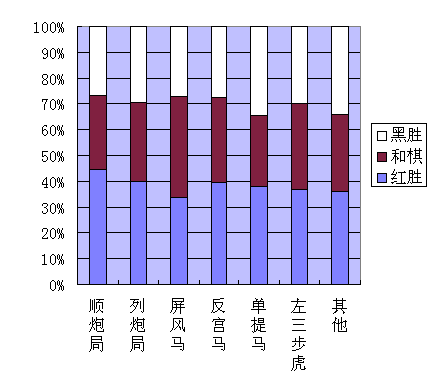 100%
90%
80%
70%
60%
50%
40%
30%
20%
10%
0%
顺炮局
列炮局
屏风马
反宫马
单提马
左三步虎
其他
黑胜
和棋
红胜